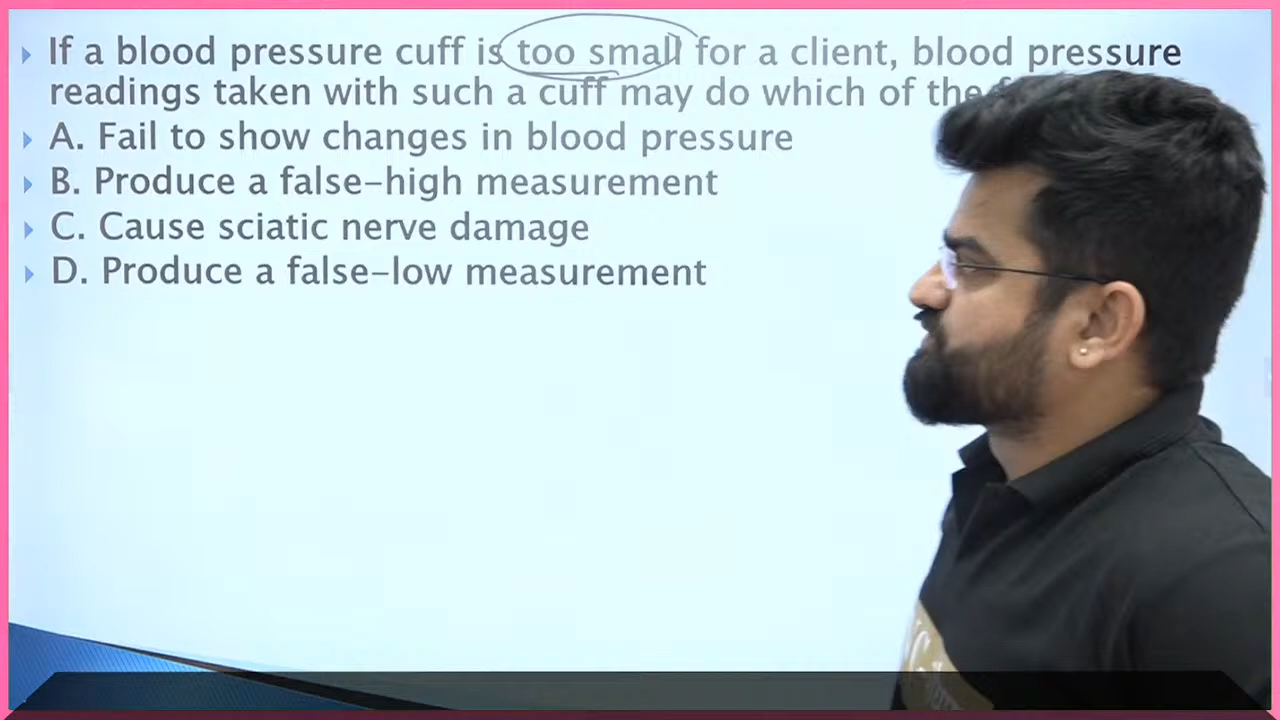 If a blood pressure cuff is too small for a client, blood pressure
readings taken with such a cuff may do which of the
A. Fail to show changes in blood pressure
B. Produce a false-high measurement
C. Cause sciatic nerve damage
D. Produce a false-low measurement